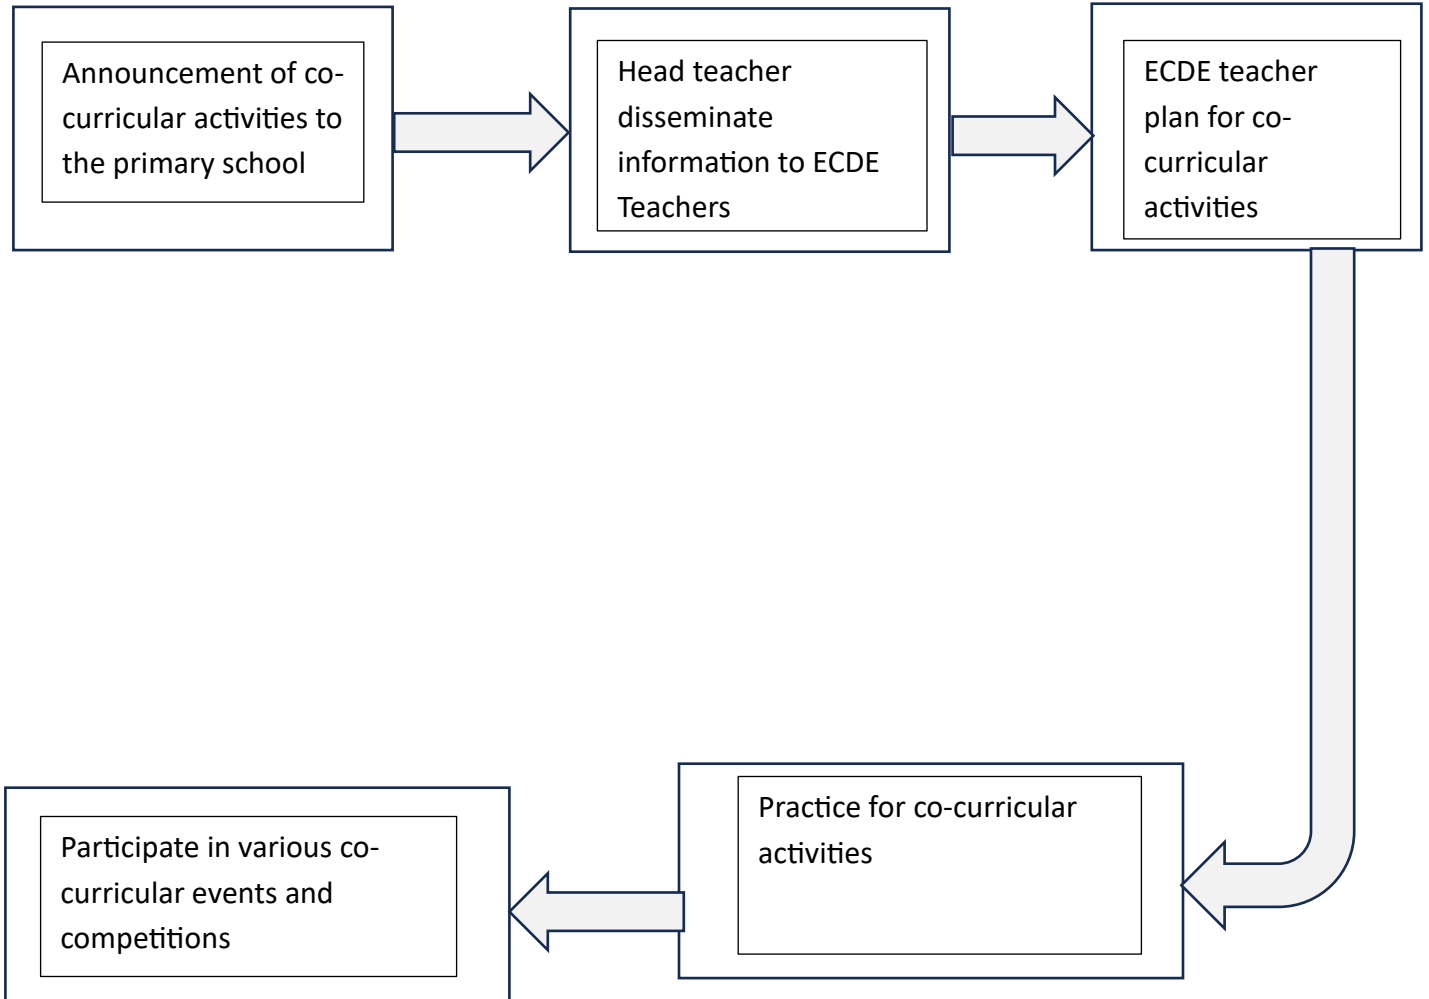 Announcement of co-
curricular activities to
the primary school
Head teacher
disseminate
information to ECDE
Teachers
ECDE teacher
plan for co-
curricular
activities
Practice for co-curricular
activities
Participate in various co-
curricular events and
competitions